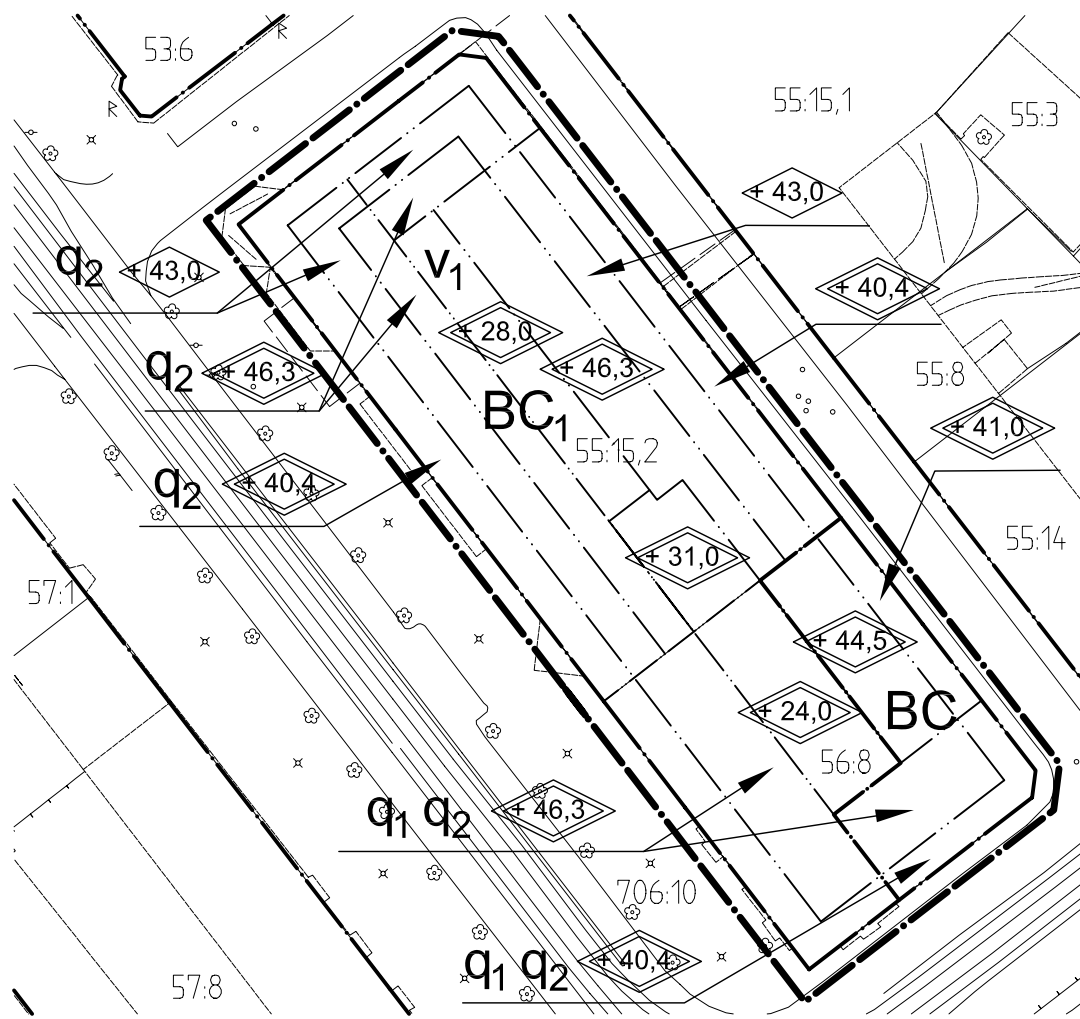 53:6
55:15,1
55:3
+ 43,0
q2 + 43,0
v1
+ 40,4
+ 28,0
q2 + 46,3
+ 46,3
55:8
BC1
+ 41,0
55:15,2
q2 + 40,4
55:14
+ 31,0
57:1
+ 44,5
+ 24,0
BC
56:8
q1 q2 + 46,3
706:10
q1 q2 + 40,4
57:8